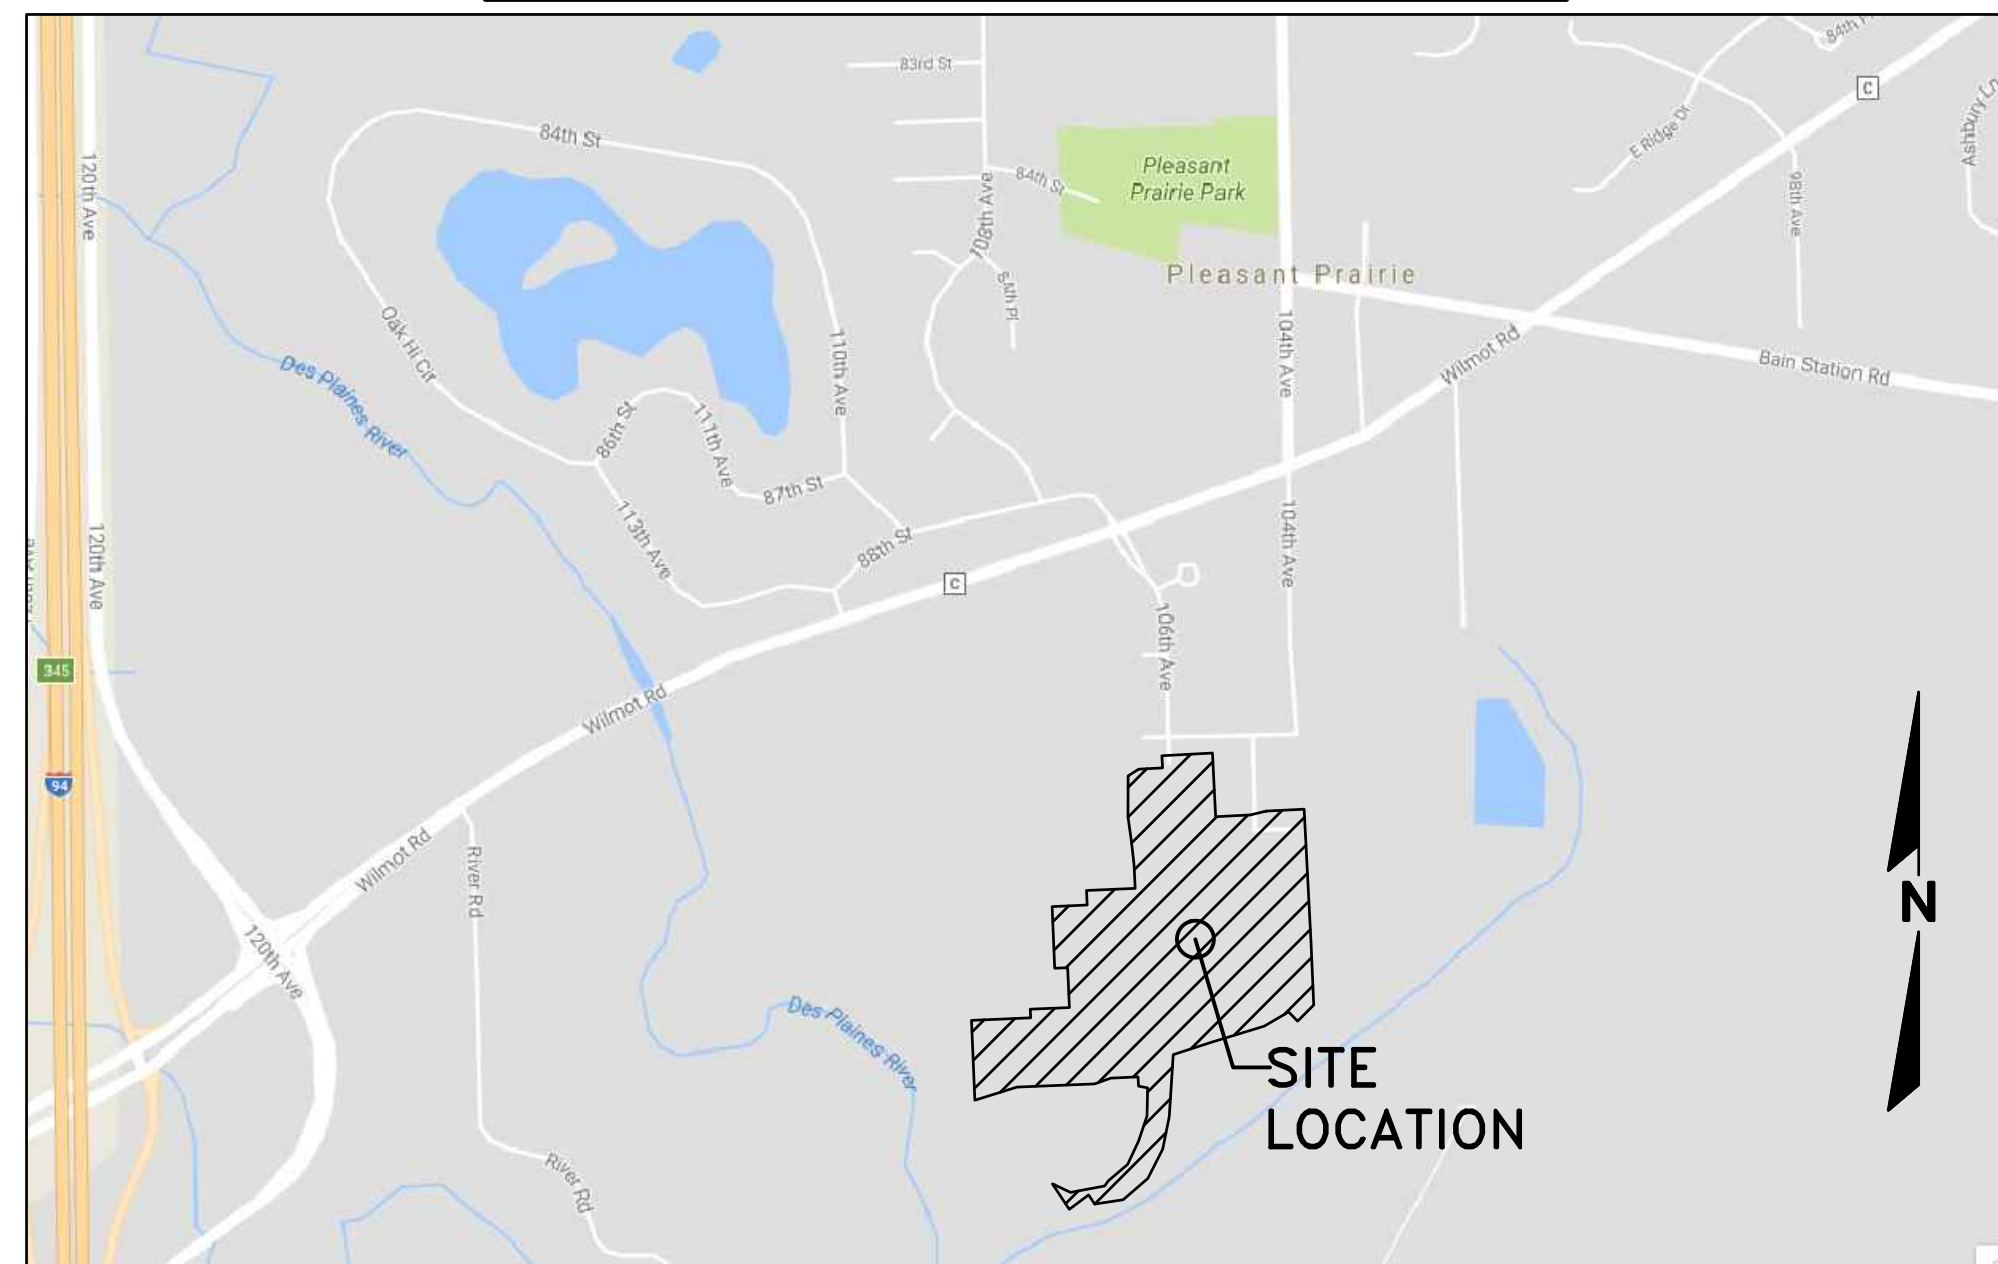 84th Pl
C
83rd St
84th St
120th Ave
E Ridge Dr
Ashbury Ln
Pleasant
Prairie Park
84th St
108th Ave
98th Ave
Pleasant Prairie
84th Pl
Oak Hi Cir
Des Plaines River
110th Ave
104th Ave
Wilmot Rd
Bain Station Rd
86th St
111th Ave
87th St
113th Ave
88th St
120th Ave
104th Ave
C
106th Ave
345
Wilmot Rd
94
Wilmot Rd
River Rd
N
120th Ave
Des Plaines River
SITE
LOCATION
River Rd